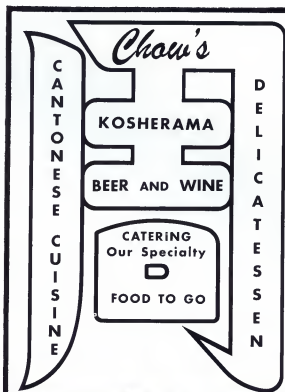 Chow's
CANTONESE CUISINE
KOSHERAMA
BEER AND WINE
CATERING
Our Specialty
FOOD TO GO
DELICATESSEN